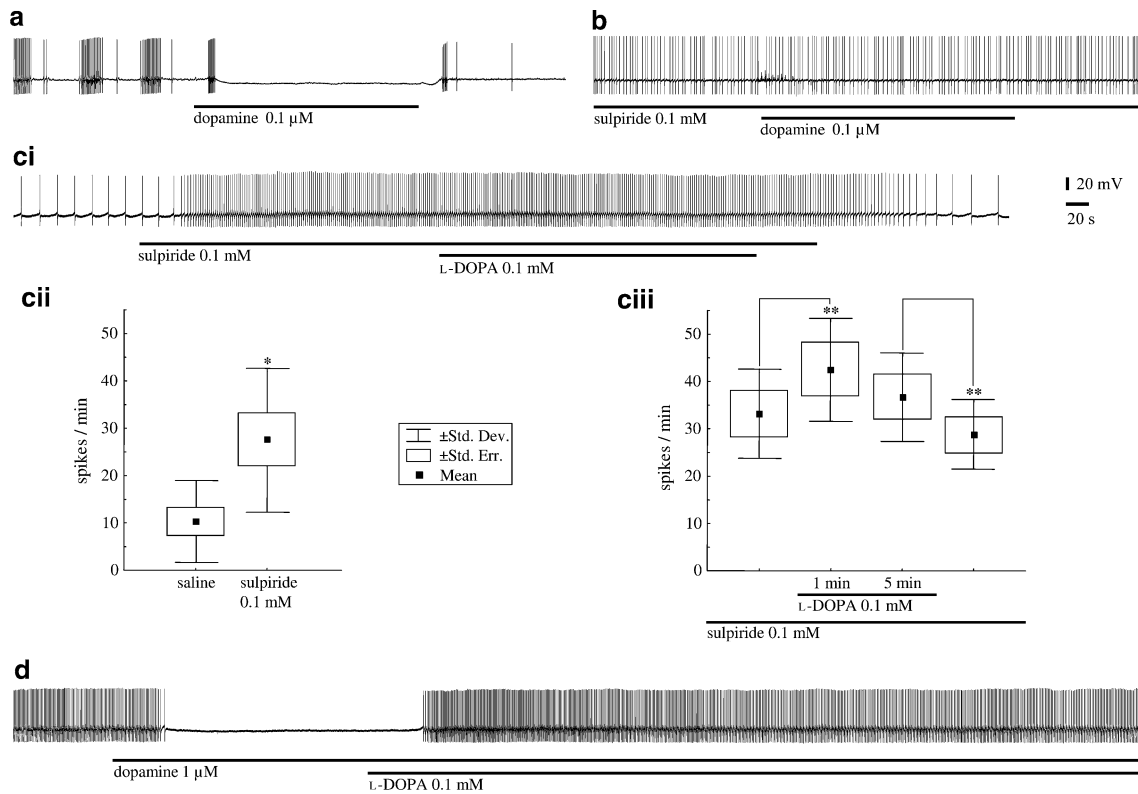 a
dopamine 0.1 µM
b
sulpiride 0.1 mM
dopamine 0.1 µM
ci
20 mV
20 s
sulpiride 0.1 mM
L-DOPA 0.1 mM
cii
spikes / min
50
40
30
20
10
0
*
saline
sulpiride
0.1 mM
±Std. Dev.
±Std. Err.
Mean
ciii
spikes / min
50
40
30
20
10
0
**
**
1 min 5 min
L-DOPA 0.1 mM
sulpiride 0.1 mM
d
dopamine 1 µM
L-DOPA 0.1 mM